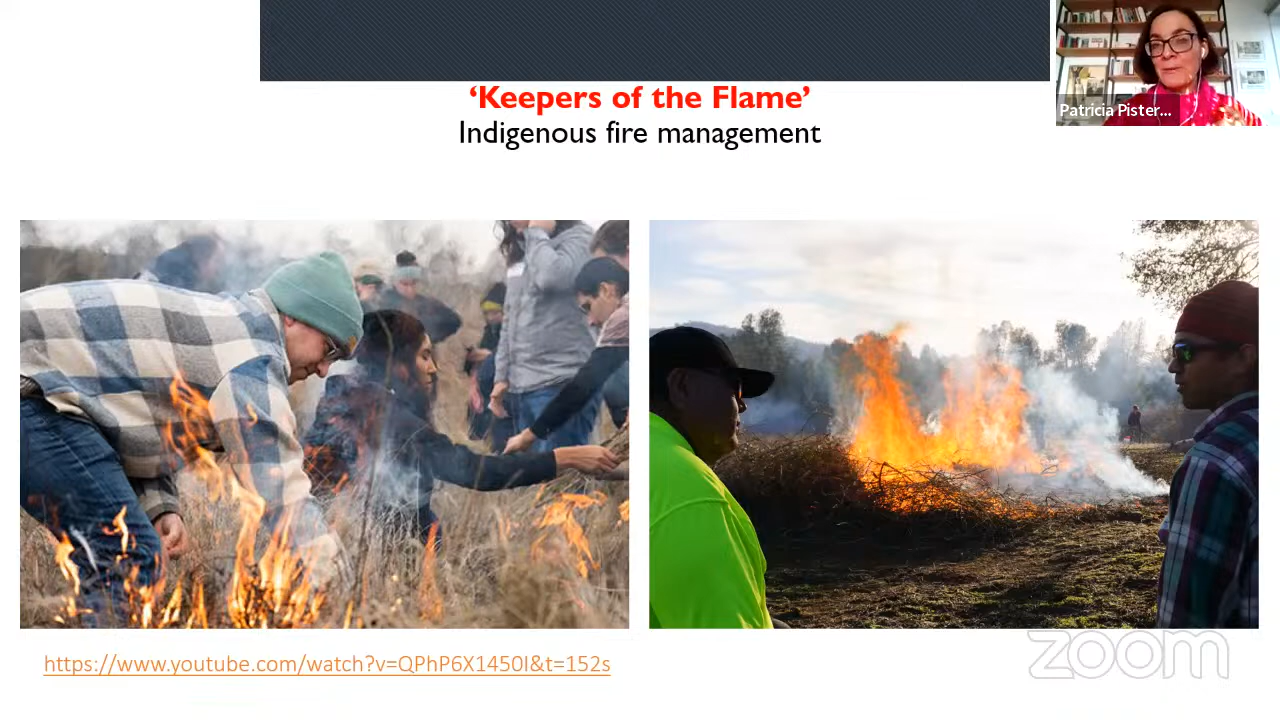 ‘Keepers of the Flame’
Indigenous fire management
Patricia Pister...
https://www.youtube.com/watch?v=QPhP6X1450I&t=152s
zoom